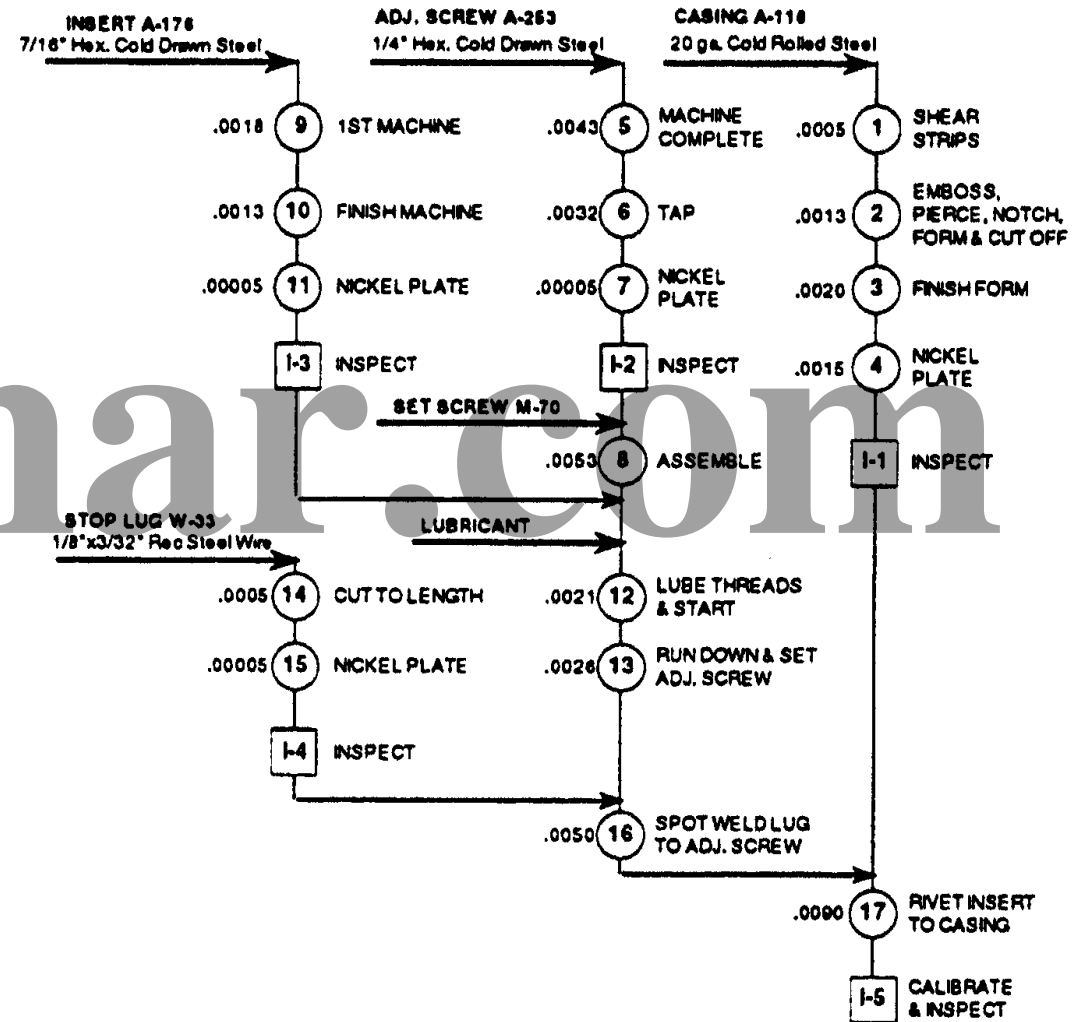 INSERT A-176
7/16" Hex. Cold Drawn Steel
ADJ. SCREW A-253
1/4" Hex. Cold Drawn Steel
CASING A-116
20 ga. Cold Rolled Steel
.0018 9 1ST MACHINE
.0043 5 MACHINE
COMPLETE
.0005 1 SHEAR
STRIPS
.0013 10 FINISH MACHINE
.0032 6 TAP
.0013 2 EMBOSS,
PIERCE, NOTCH,
FORM & CUT OFF
.00005 11 NICKEL PLATE
.00005 7 NICKEL
PLATE
.0020 3 FINISH FORM
I-3 INSPECT
I-2 INSPECT
.0015 4 NICKEL
PLATE
SET SCREW M-70
.0053 8 ASSEMBLE
I-1 INSPECT
STOP LUG W-33
1/8"x3/32" Rec Steel Wire
LUBRICANT
.0005 14 CUT TO LENGTH
.0021 12 LUBE THREADS
& START
.00005 15 NICKEL PLATE
.0026 13 RUN DOWN & SET
ADJ. SCREW
I-4 INSPECT
.0050 16 SPOT WELD LUG
TO ADJ. SCREW
.0090 17 RIVET INSERT
TO CASING
I-5 CALIBRATE
& INSPECT
mar.com